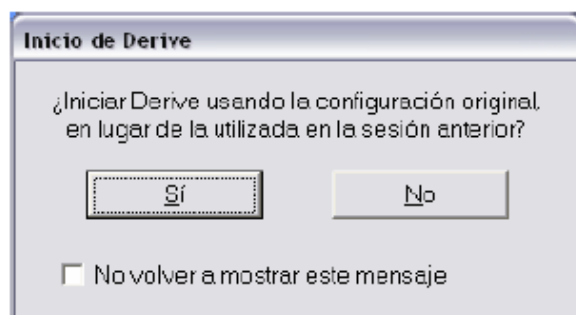 Inicio de Derive
¿Iniciar Derive usando la configuración original,
en lugar de la utilizada en la sesión anterior?
Sí
No
No volver a mostrar este mensaje